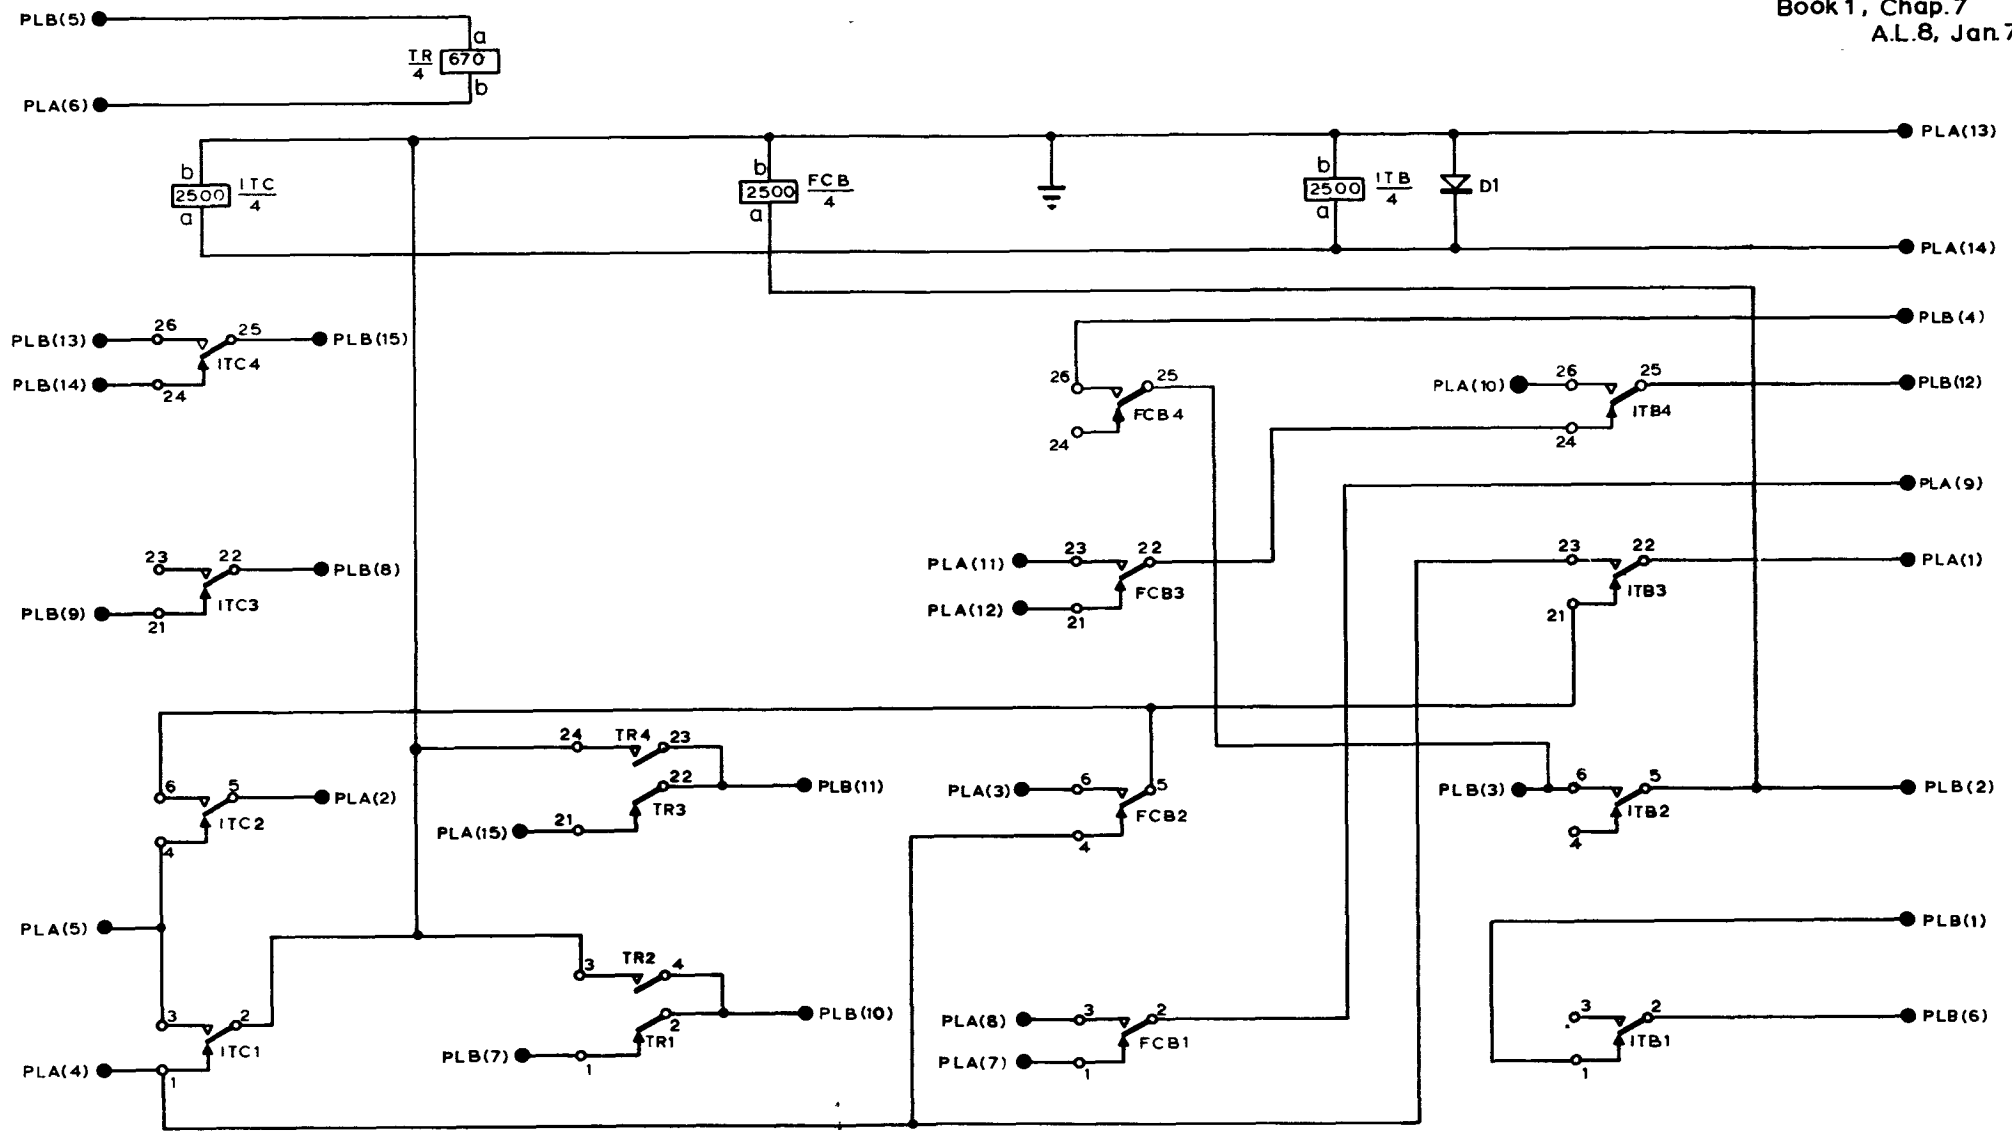 Book 1, Chap. 7
A.L.8, Jan. 7
PLB(5)
a
TR
4
670
b
PLA(6)
PLA(13)
b
2500
ITC
4
a
b
2500
FCB
4
a
b
2500
ITB
4
a
D1
PLA(14)
PLB(4)
PLB(13)
26
25
PLB(15)
ITC4
PLB(14)
24
26
25
FCB4
24
PLA(10)
26
25
PLB(12)
ITB4
24
PLA(9)
23
22
PLB(8)
ITC3
PLB(9)
21
PLA(11)
23
22
FCB3
PLA(12)
21
23
22
PLA(1)
ITB3
21
24
TR4
23
22
PLB(11)
TR3
PLA(15)
21
6
5
PLA(2)
ITC2
4
PLA(3)
6
5
FCB2
4
PLB(3)
6
5
PLB(2)
ITB2
4
PLA(5)
PLB(1)
3
TR2
4
2
PLB(10)
TR1
PLB(7)
1
3
2
ITC1
PLA(4)
1
PLA(8)
3
2
FCB1
PLA(7)
1
3
2
PLB(6)
ITB1
1